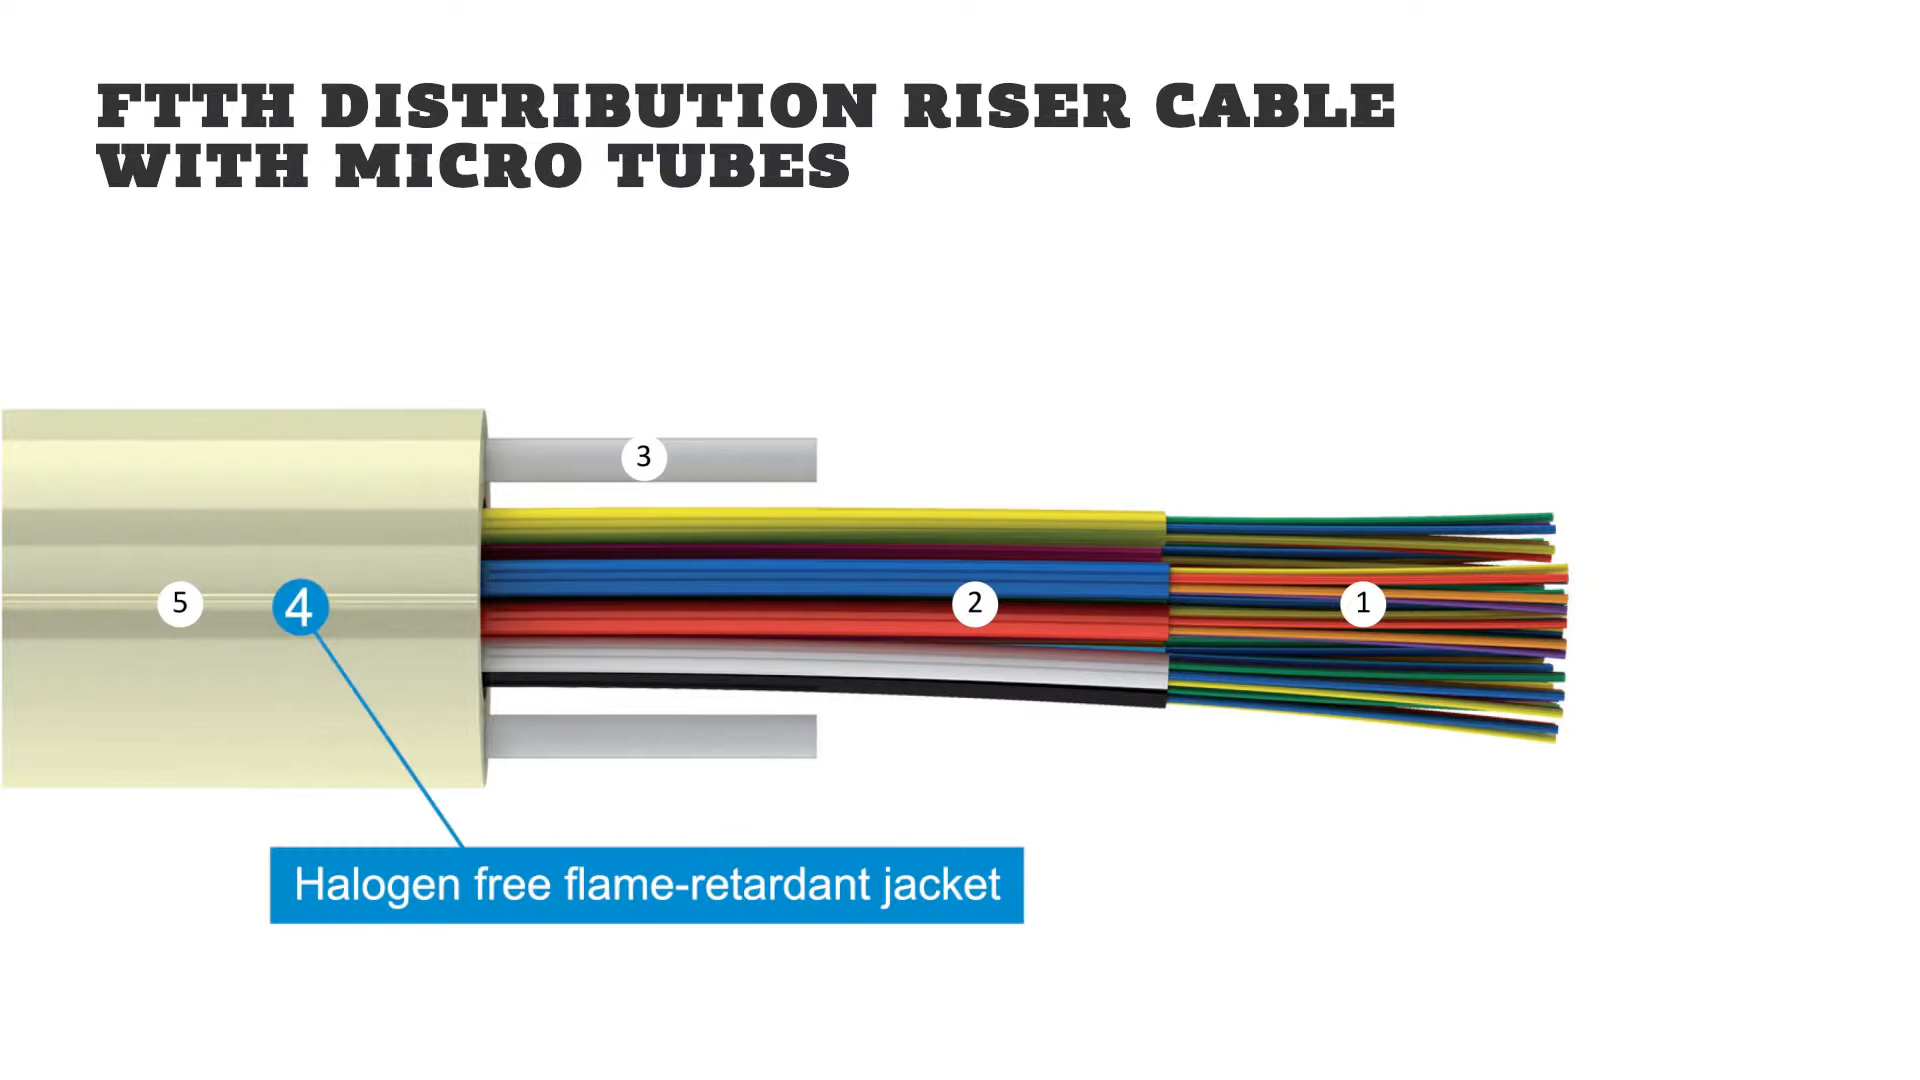 FTTH DISTRIBUTION RISER CABLE
WITH MICRO TUBES
3
5
4
2
1
Halogen free flame-retardant jacket